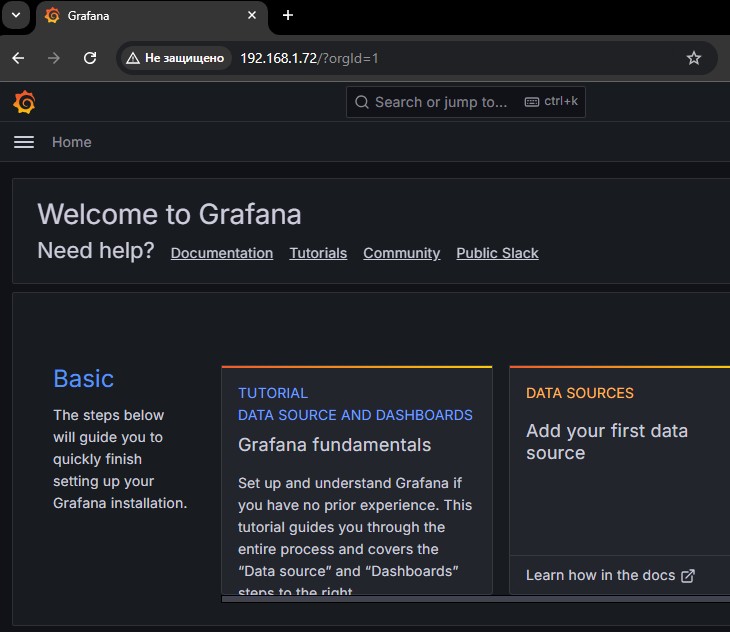 Grafana
Не защищено
192.168.1.72/?orgId=1
Search or jump to...
ctrl+k
Home
Welcome to Grafana
Need help?
Documentation
Tutorials
Community
Public Slack
Basic
The steps below
will guide you to
quickly finish
setting up your
Grafana installation.
TUTORIAL
DATA SOURCE AND DASHBOARDS
Grafana fundamentals
Set up and understand Grafana if
you have no prior experience. This
tutorial guides you through the
entire process and covers the
“Data source” and “Dashboards”
steps to the right.
DATA SOURCES
Add your first data
source
Learn how in the docs